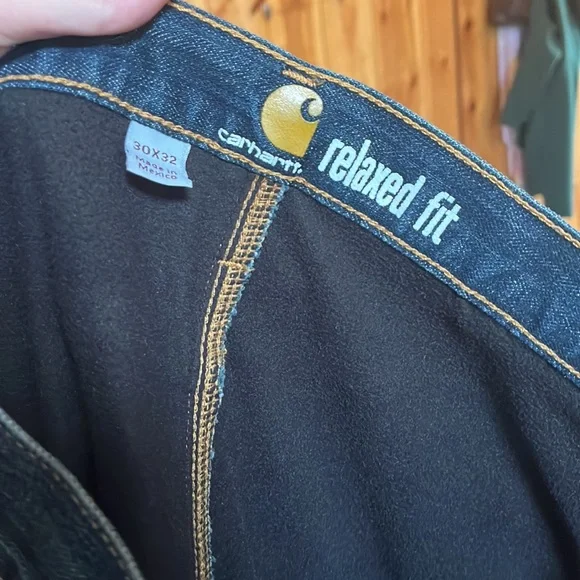 30X32
Made in
Mexico
carhartt
relaxed fit